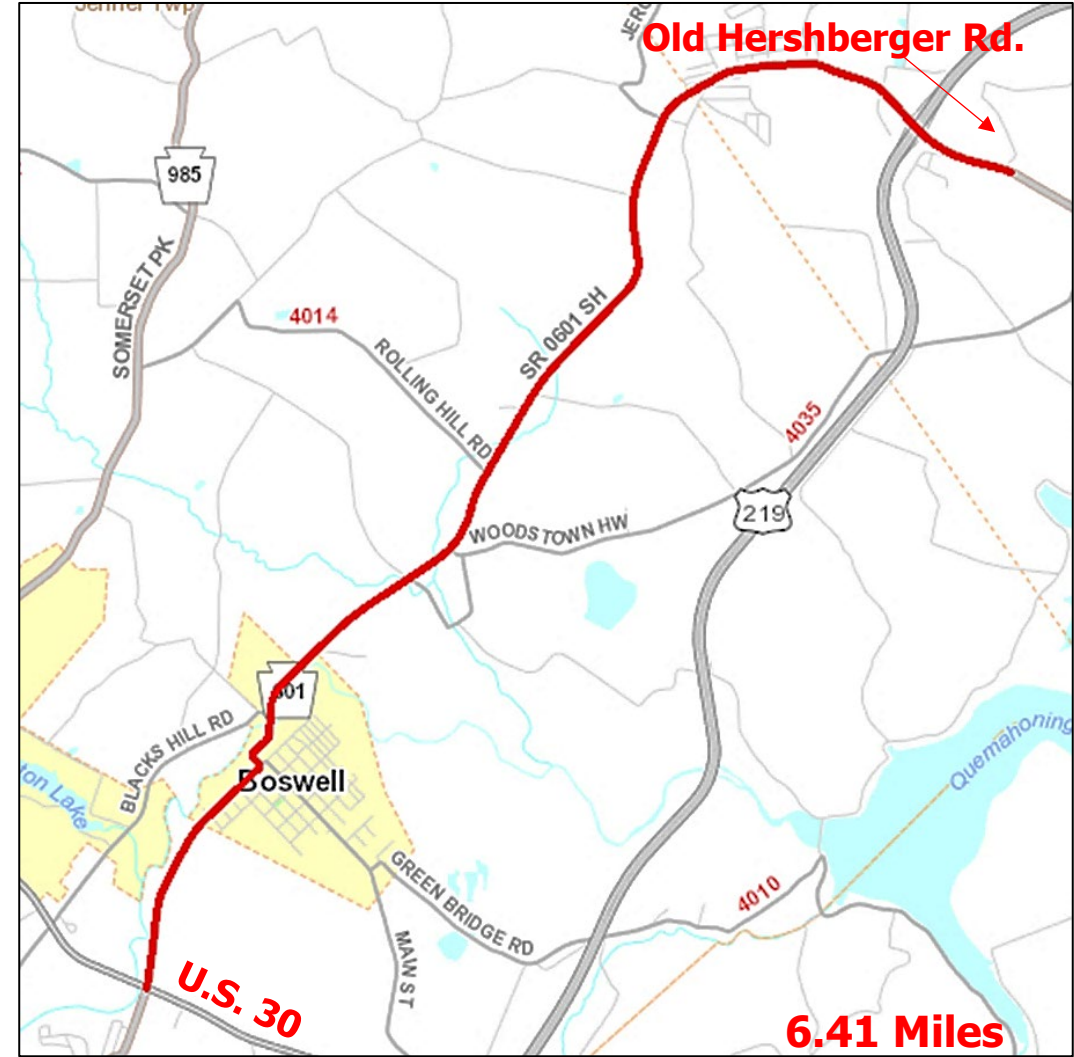 Old Hershberger Rd.
985
SOMERSET PK
4014
ROLLING HILL RD
SR 0601 SH
4035
219
WOODSTOWN HW
BLACKS HILL RD
Boswell
Quemahoning
GREEN BRIDGE RD
4010
MAIN ST
Lake
U.S. 30
6.41 Miles